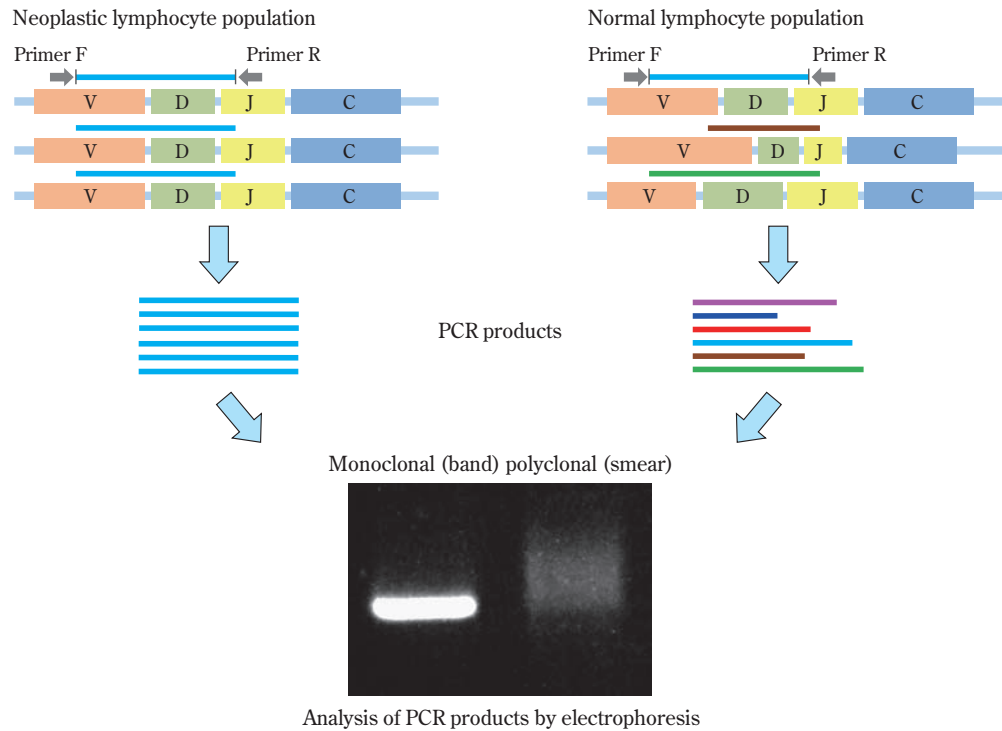 Neoplastic lymphocyte population
Primer F Primer R
V D J C
V D J C
V D J C
Normal lymphocyte population
Primer F Primer R
V D J C
V D J C
V D J C
PCR products
Monoclonal (band) polyclonal (smear)
Analysis of PCR products by electrophoresis